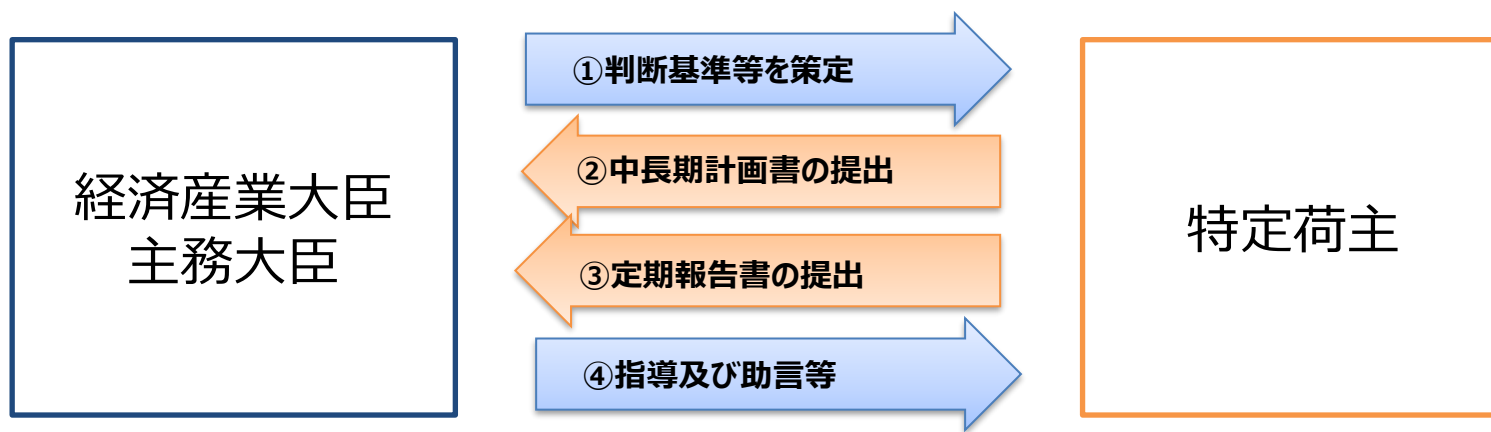 経済産業大臣
主務大臣
①判断基準等を策定
②中長期計画書の提出
③定期報告書の提出
④指導及び助言等
特定荷主